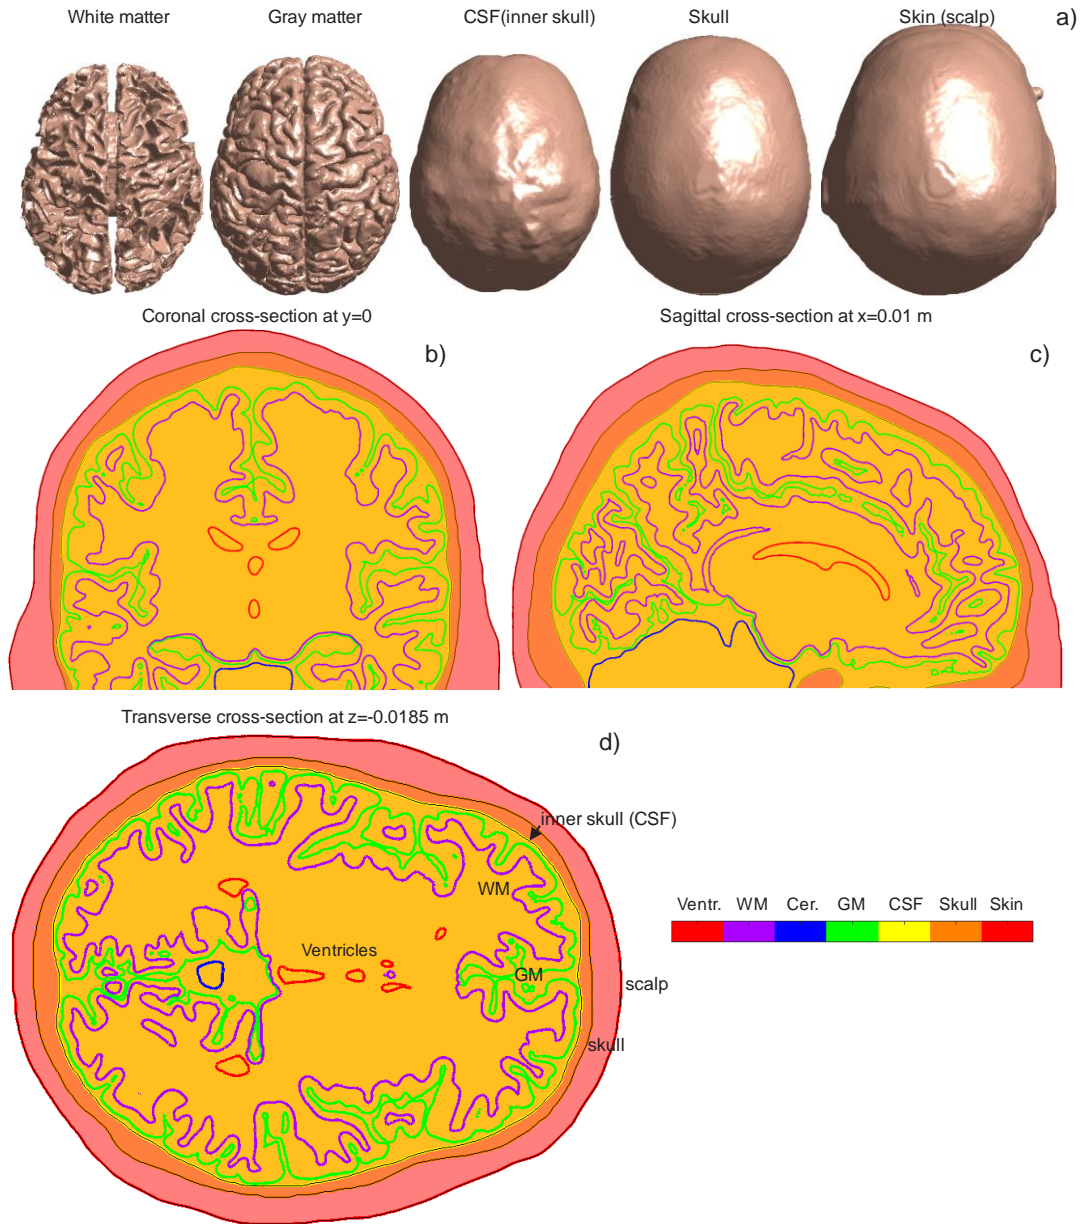 White matter Gray matter CSF(inner skull) Skull Skin (scalp) a)
Coronal cross-section at y=0 Sagittal cross-section at x=0.01 m
b) c)
Transverse cross-section at z=-0.0185 m
d)
inner skull (CSF)
WM
Ventr. WM Cer. GM CSF Skull Skin
Ventricles
GM
scalp
skull